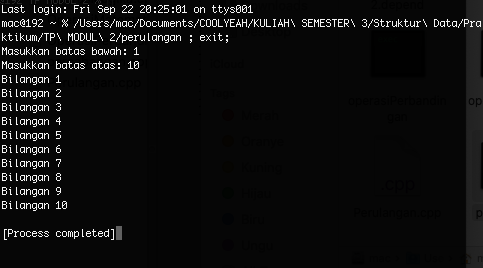 Last login: Fri Sep 22 20:25:01 on ttys001
mac@192 ~ % /Users/mac/Documents/COOLYEAH/KULIAH\ SEMESTER\ 3/Struktur\ Data/Pra
ktikum/TP\ MODUL\ 2/perulangan ; exit;
Masukkan batas bawah: 1
Masukkan batas atas: 10
Bilangan 1
Bilangan 2
Bilangan 3
Bilangan 4
Bilangan 5
Bilangan 6
Bilangan 7
Bilangan 8
Bilangan 9
Bilangan 10
[Process completed]